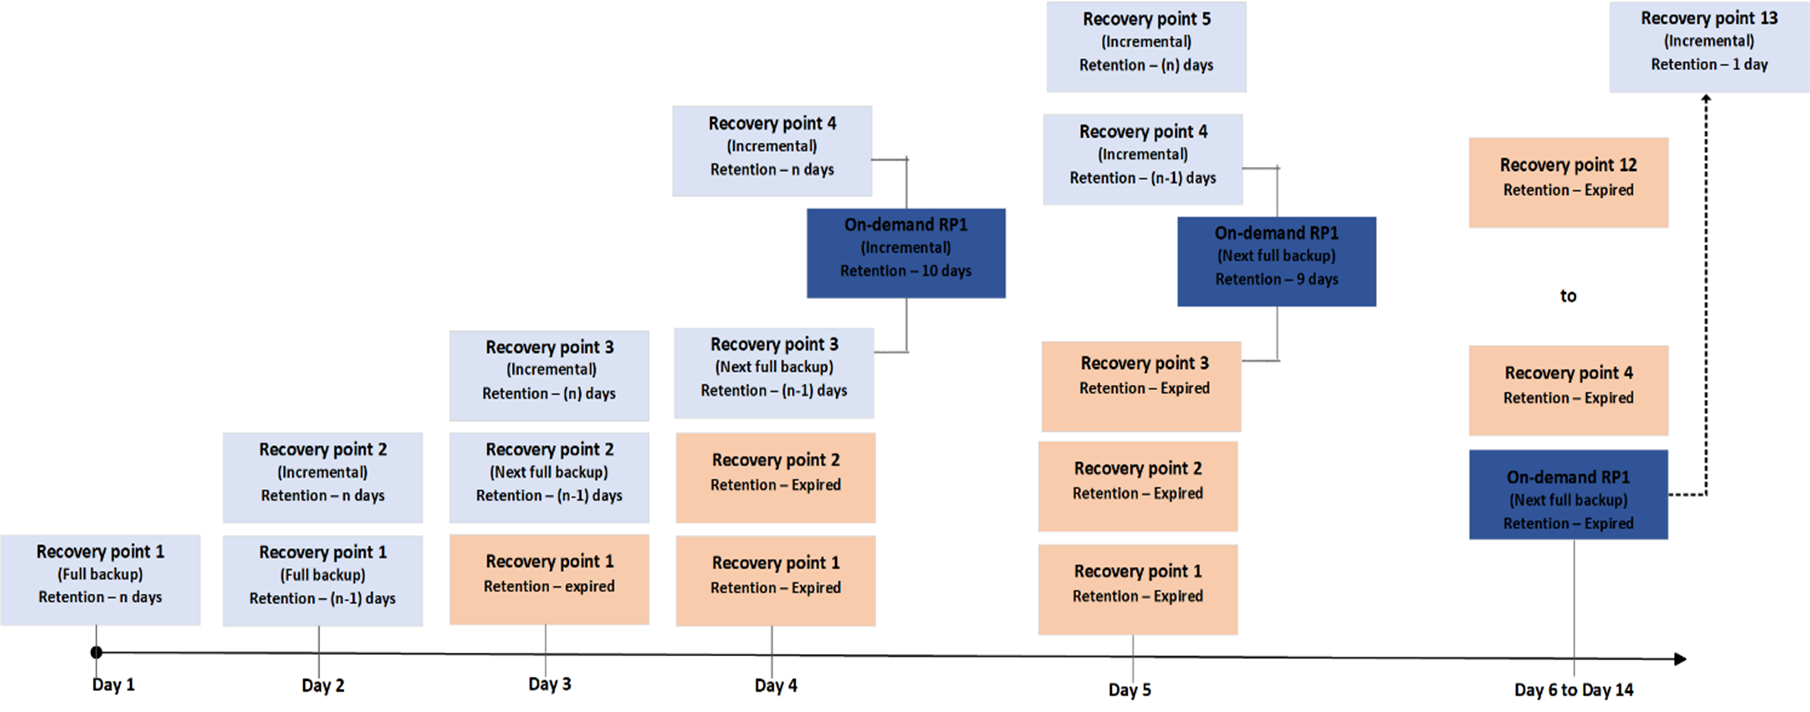 Recovery point 1
(Full backup)
Retention – n days
Day 1
Recovery point 2
(Incremental)
Retention – n days
Recovery point 1
(Full backup)
Retention – (n-1) days
Day 2
Recovery point 3
(Incremental)
Retention – (n) days
Recovery point 2
(Next full backup)
Retention – (n-1) days
Recovery point 1
Retention – expired
Day 3
Recovery point 4
(Incremental)
Retention – n days
On-demand RP1
(Incremental)
Retention – 10 days
Recovery point 3
(Next full backup)
Retention – (n-1) days
Recovery point 2
Retention – Expired
Recovery point 1
Retention – Expired
Day 4
Recovery point 5
(Incremental)
Retention – (n) days
Recovery point 4
(Incremental)
Retention – (n-1) days
On-demand RP1
(Next full backup)
Retention – 9 days
Recovery point 3
Retention – Expired
Recovery point 2
Retention – Expired
Recovery point 1
Retention – Expired
Day 5
Recovery point 13
(Incremental)
Retention – 1 day
Recovery point 12
Retention – Expired
to
Recovery point 4
Retention – Expired
On-demand RP1
(Next full backup)
Retention – Expired
Day 6 to Day 14